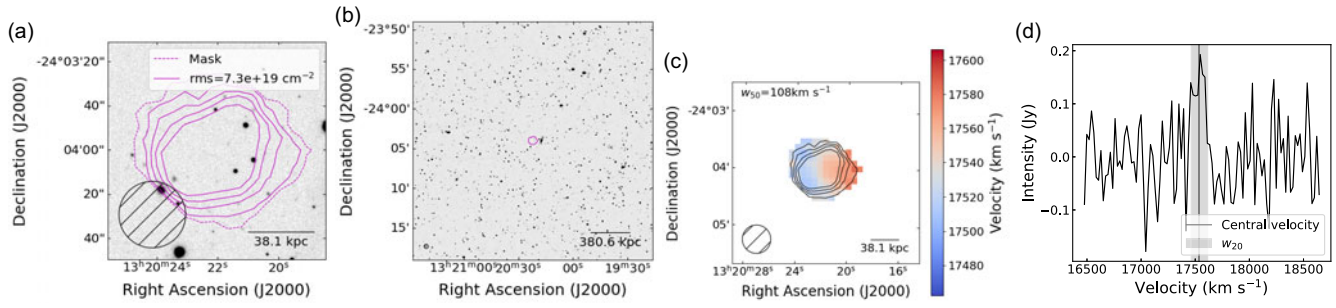 (a)
-24°03'20"
40"
04'00"
20"
40"
Declination (J2000)
Mask
rms=7.3e+19 cm⁻²
38.1 kpc
13ʰ20ᵐ24ˢ
22ˢ
20ˢ
Right Ascension (J2000)
(b)
-23°50'
55'
-24°00'
05'
10'
15'
Declination (J2000)
380.6 kpc
13ʰ21ᵐ00ˢ
20ᵐ30ˢ
00ˢ
19ᵐ30ˢ
Right Ascension (J2000)
(c)
w₅₀=108km s⁻¹
-24°03'
04'
05'
Declination (J2000)
38.1 kpc
13ʰ20ᵐ28ˢ
24ˢ
20ˢ
16ˢ
Right Ascension (J2000)
17600
17580
17560
17540
17520
17500
17480
Velocity (km s⁻¹)
(d)
0.2
0.1
0.0
-0.1
Intensity (Jy)
Central velocity
w₂₀
16500
17000
17500
18000
18500
Velocity (km s⁻¹)